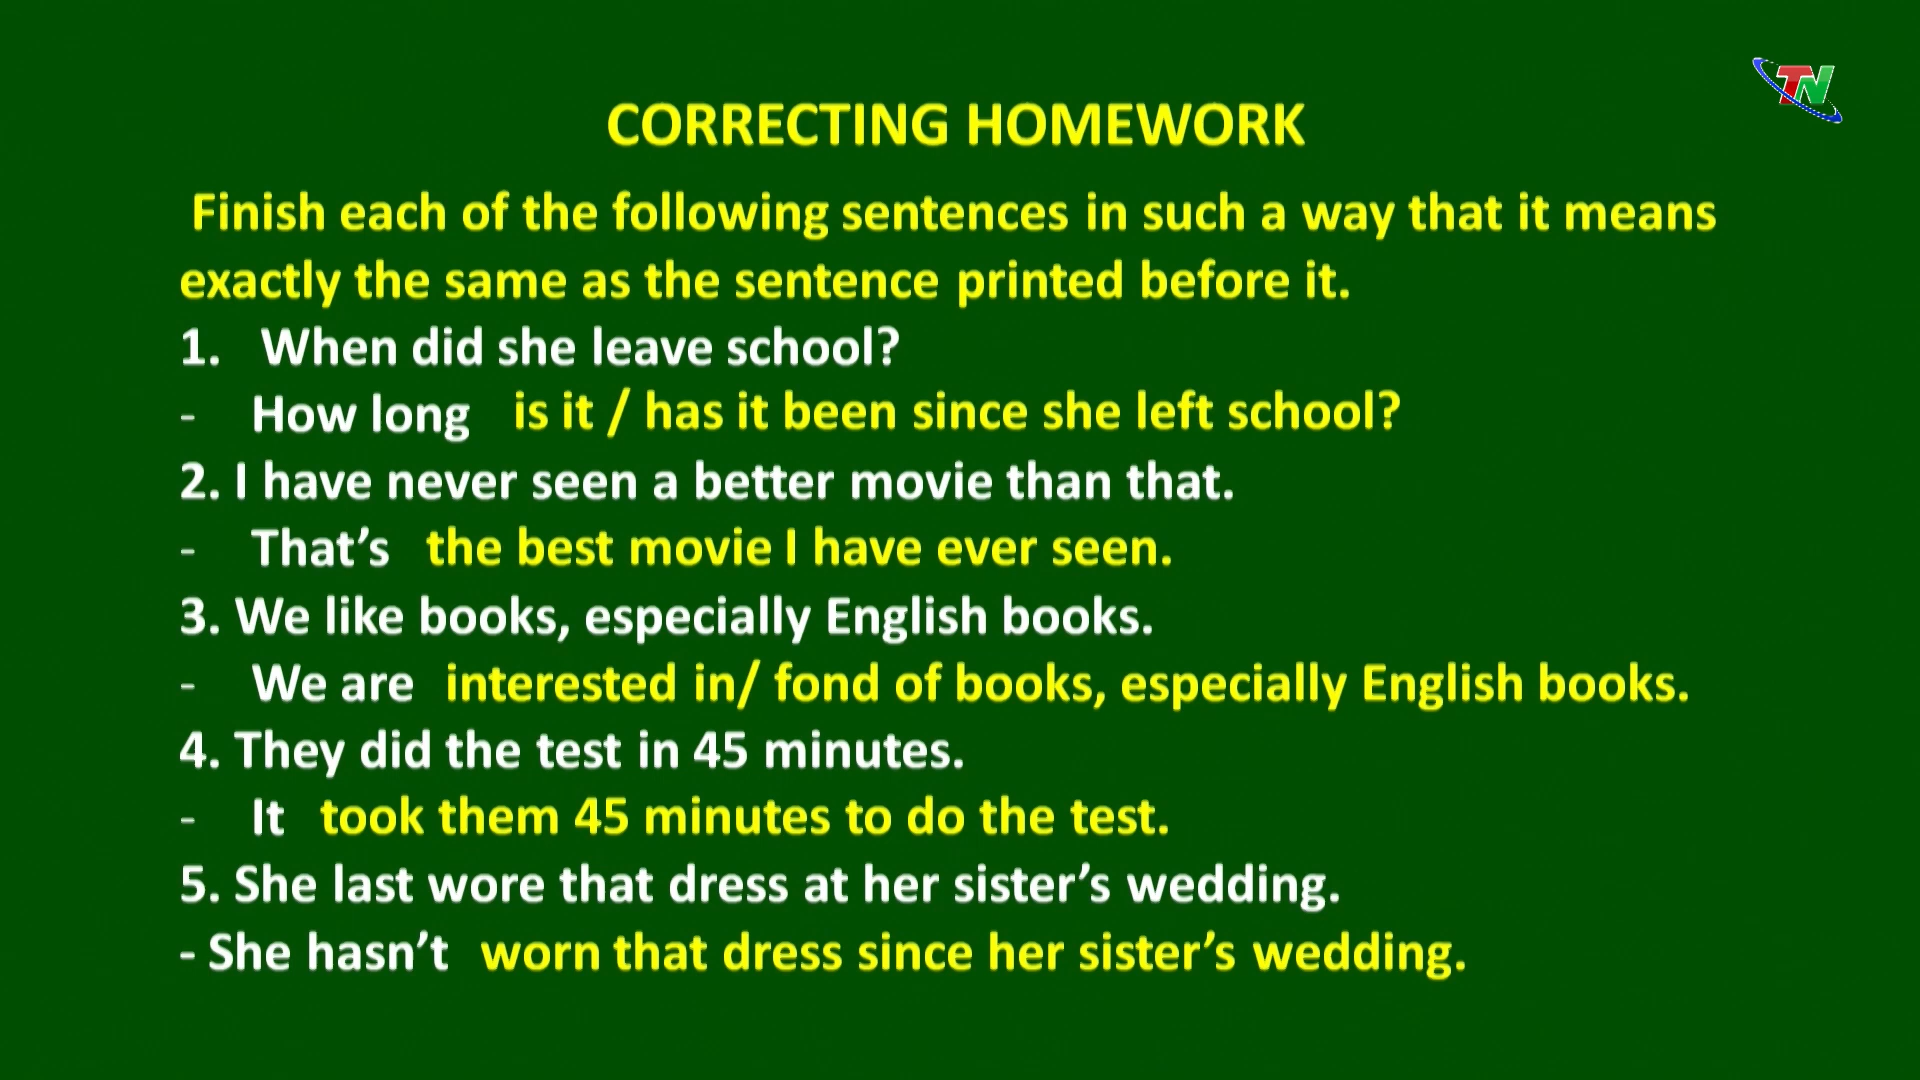 TN
CORRECTING HOMEWORK
Finish each of the following sentences in such a way that it means
exactly the same as the sentence printed before it.
1. When did she leave school?
- How long is it / has it been since she left school?
2. I have never seen a better movie than that.
- That’s the best movie I have ever seen.
3. We like books, especially English books.
- We are interested in/ fond of books, especially English books.
4. They did the test in 45 minutes.
- It took them 45 minutes to do the test.
5. She last wore that dress at her sister’s wedding.
- She hasn’t worn that dress since her sister’s wedding.